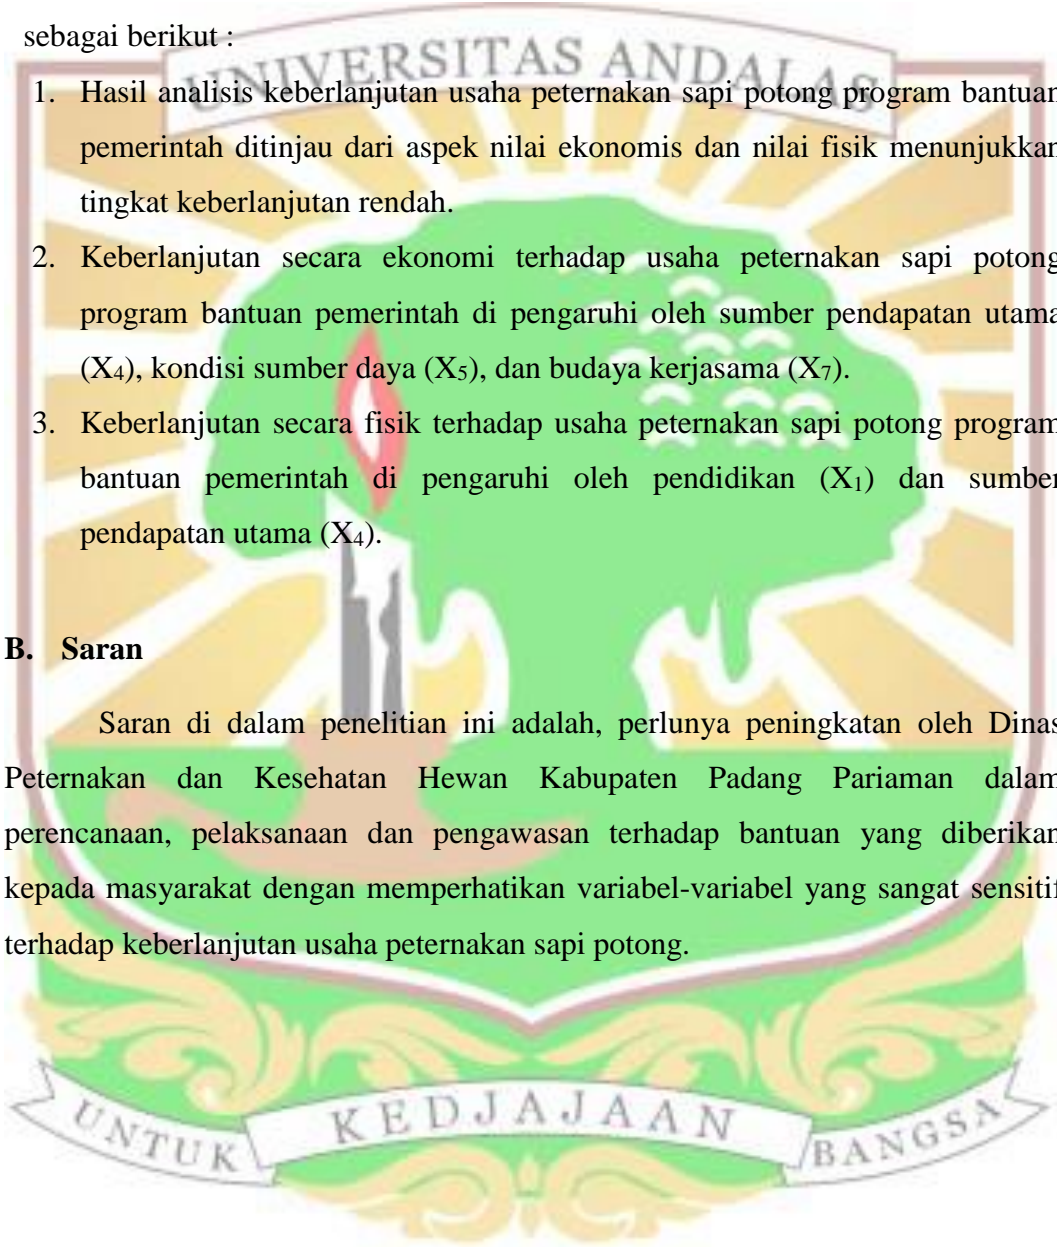 sebagai berikut :
UNIVERSITAS ANDALAS
1. Hasil analisis keberlanjutan usaha peternakan sapi potong program bantuan
pemerintah ditinjau dari aspek nilai ekonomis dan nilai fisik menunjukkan
tingkat keberlanjutan rendah.
2. Keberlanjutan secara ekonomi terhadap usaha peternakan sapi potong
program bantuan pemerintah di pengaruhi oleh sumber pendapatan utama
(X₄), kondisi sumber daya (X₅), dan budaya kerjasama (X₇).
3. Keberlanjutan secara fisik terhadap usaha peternakan sapi potong program
bantuan pemerintah di pengaruhi oleh pendidikan (X₁) dan sumber
pendapatan utama (X₄).
B. Saran
Saran di dalam penelitian ini adalah, perlunya peningkatan oleh Dinas
Peternakan dan Kesehatan Hewan Kabupaten Padang Pariaman dalam
perencanaan, pelaksanaan dan pengawasan terhadap bantuan yang diberikan
kepada masyarakat dengan memperhatikan variabel-variabel yang sangat sensitif
terhadap keberlanjutan usaha peternakan sapi potong.
UNTUK KEDJAJAAN BANGSA